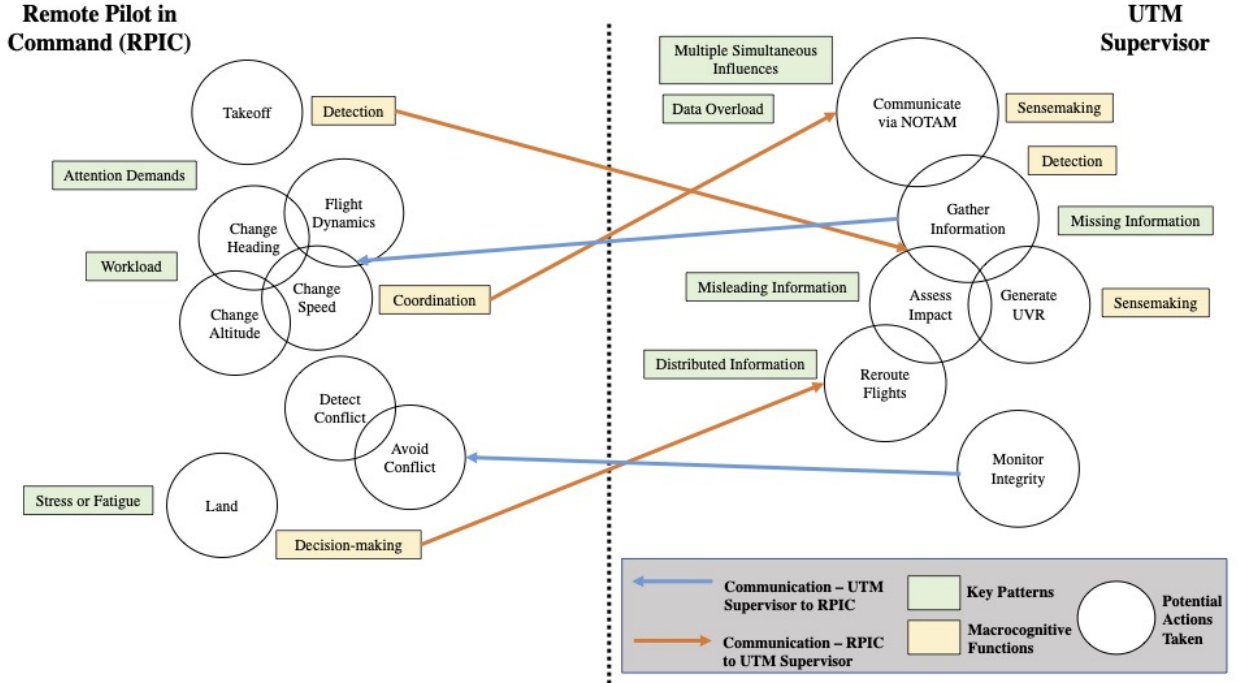 Remote Pilot in
Command (RPIC)
Takeoff
Detection
Attention Demands
Flight
Dynamics
Change
Heading
Workload
Change
Speed
Coordination
Change
Altitude
Detect
Conflict
Avoid
Conflict
Stress or Fatigue
Land
Decision-making
UTM
Supervisor
Multiple Simultaneous
Influences
Data Overload
Communicate
via NOTAM
Sensemaking
Detection
Gather
Information
Missing Information
Misleading Information
Assess
Impact
Generate
UVR
Sensemaking
Distributed Information
Reroute
Flights
Monitor
Integrity
Communication – UTM
Supervisor to RPIC
Communication – RPIC
to UTM Supervisor
Key Patterns
Macrocognitive
Functions
Potential
Actions
Taken